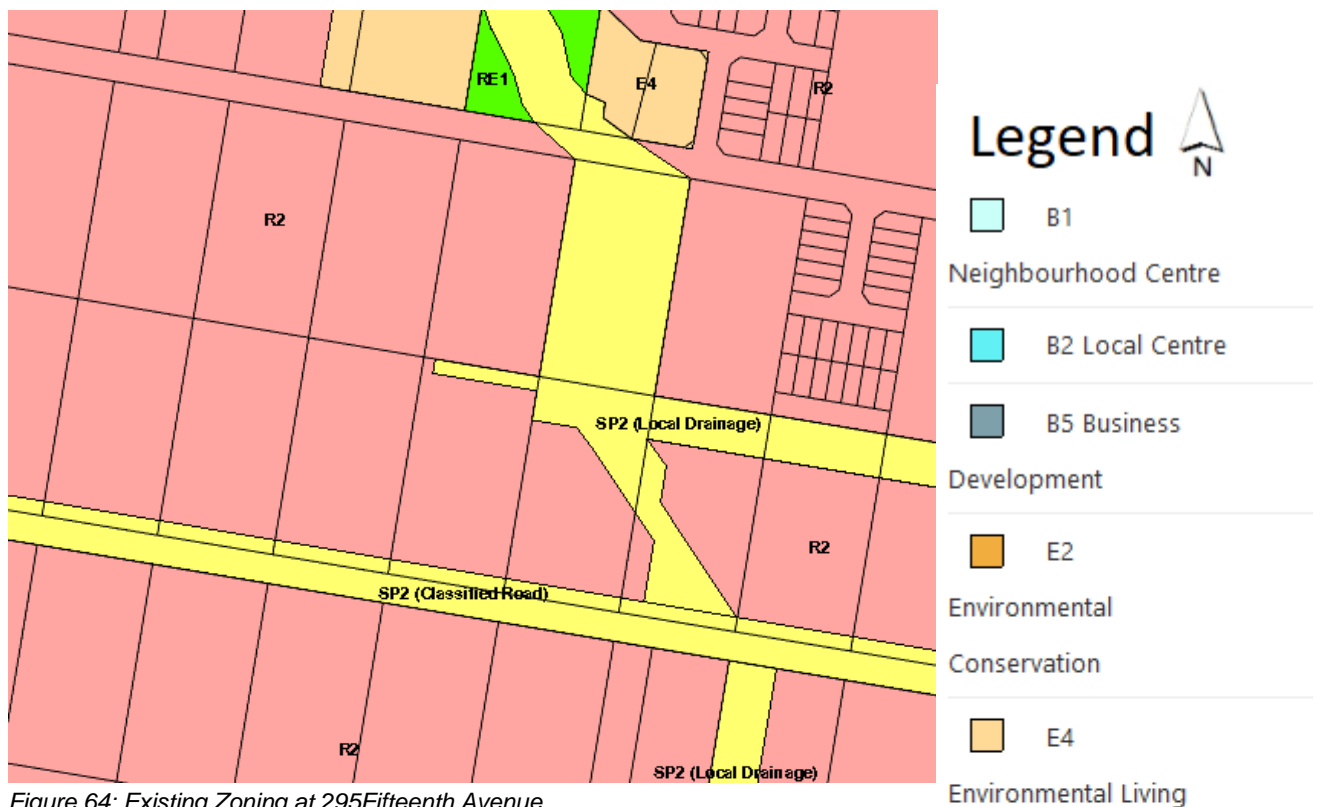 RE1
E4
R2
R2
SP2 (Local Drainage)
R2
SP2 (Classified Road)
R2
SP2 (Local Drainage)
Legend
N
B1
Neighbourhood Centre
B2 Local Centre
B5 Business
Development
E2
Environmental
Conservation
E4
Environmental Living
Figure 64: Existing Zoning at 295Fifteenth Avenue